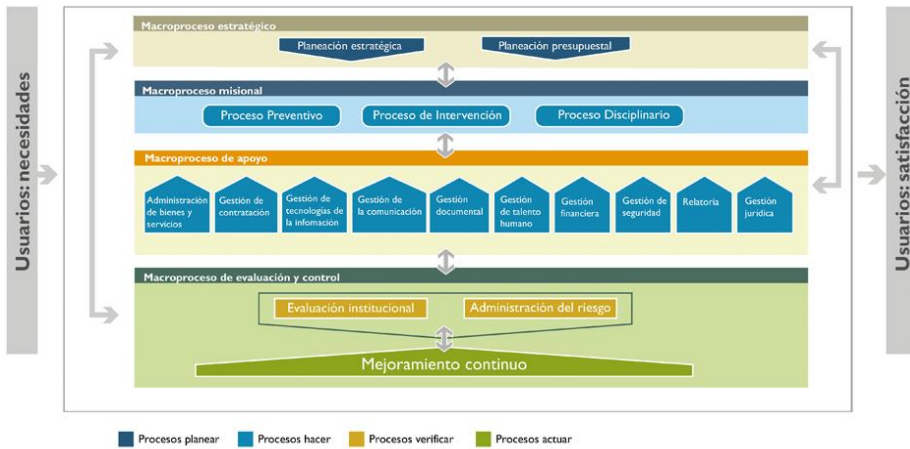 Usuarios: necesidades
Macroproceso estratégico
Planeación estratégica
Planeación presupuestal
Macroproceso misional
Proceso Preventivo
Proceso de Intervención
Proceso Disciplinario
Macroproceso de apoyo
Administración
de bienes y
servicios
Gestión de
contratación
Gestión de
tecnologías de
la infomación
Gestión de
la comunicación
Gestión
documental
Gestión
de talento
humano
Gestión
financiera
Gestión de
seguridad
Relatoría
Gestión
jurídica
Macroproceso de evaluación y control
Evaluación institucional
Administración del riesgo
Mejoramiento continuo
Usuarios: satisfacción
Procesos planear
Procesos hacer
Procesos verificar
Procesos actuar